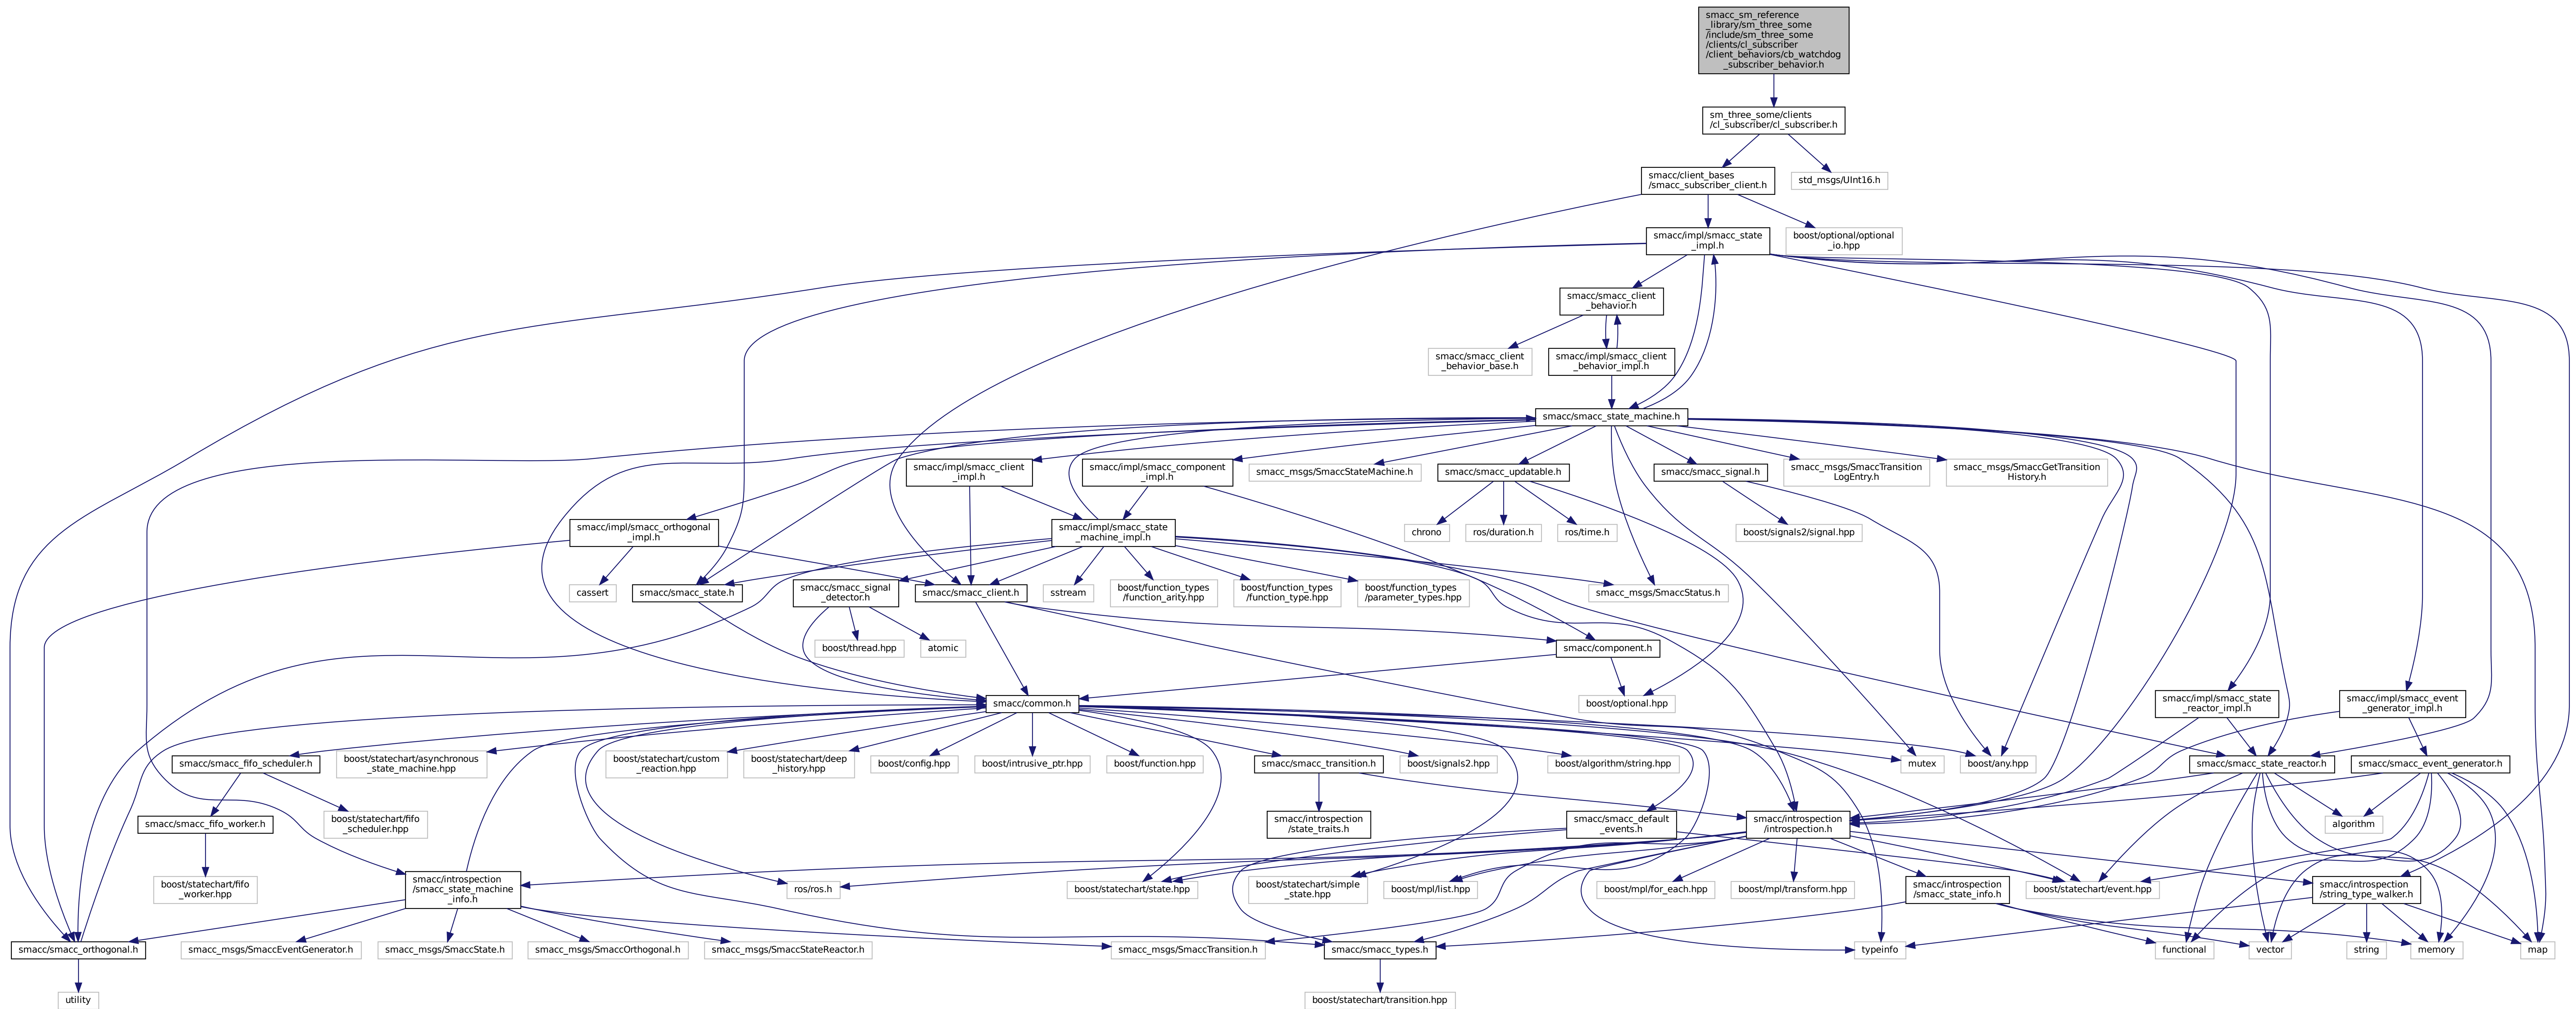 smacc_sm_reference
_library/sm_three_some
/include/sm_three_some
/clients/cl_subscriber
/client_behaviors/cb_watchdog
_subscriber_behavior.h
sm_three_some/clients
/cl_subscriber/cl_subscriber.h
smacc/client_bases
/smacc_subscriber_client.h
std_msgs/UInt16.h
smacc/impl/smacc_state
_impl.h
boost/optional/optional
_io.hpp
smacc/smacc_client
_behavior.h
smacc/smacc_client
_behavior_base.h
smacc/impl/smacc_client
_behavior_impl.h
smacc/smacc_state_machine.h
smacc/impl/smacc_client
_impl.h
smacc/impl/smacc_component
_impl.h
smacc_msgs/SmaccStateMachine.h
smacc/smacc_updatable.h
smacc/smacc_signal.h
smacc_msgs/SmaccTransition
LogEntry.h
smacc_msgs/SmaccGetTransition
History.h
smacc/impl/smacc_orthogonal
_impl.h
smacc/impl/smacc_state
_machine_impl.h
chrono
ros/duration.h
ros/time.h
boost/signals2/signal.hpp
cassert
smacc/smacc_state.h
smacc/smacc_signal
_detector.h
smacc/smacc_client.h
sstream
boost/function_types
/function_arity.hpp
boost/function_types
/function_type.hpp
boost/function_types
/parameter_types.hpp
smacc_msgs/SmaccStatus.h
boost/thread.hpp
atomic
smacc/component.h
smacc/common.h
boost/optional.hpp
smacc/impl/smacc_state
_reactor_impl.h
smacc/impl/smacc_event
_generator_impl.h
smacc/smacc_fifo_scheduler.h
boost/statechart/asynchronous
_state_machine.hpp
boost/statechart/custom
_reaction.hpp
boost/statechart/deep
_history.hpp
boost/config.hpp
boost/intrusive_ptr.hpp
boost/function.hpp
smacc/smacc_transition.h
boost/signals2.hpp
boost/algorithm/string.hpp
mutex
boost/any.hpp
smacc/smacc_state_reactor.h
smacc/smacc_event_generator.h
smacc/smacc_fifo_worker.h
boost/statechart/fifo
_scheduler.hpp
smacc/introspection
/state_traits.h
smacc/smacc_default
_events.h
smacc/introspection
/introspection.h
algorithm
boost/statechart/fifo
_worker.hpp
smacc/introspection
/smacc_state_machine
_info.h
ros/ros.h
boost/statechart/state.hpp
boost/statechart/simple
_state.hpp
boost/mpl/list.hpp
boost/mpl/for_each.hpp
boost/mpl/transform.hpp
smacc/introspection
/smacc_state_info.h
boost/statechart/event.hpp
smacc/introspection
/string_type_walker.h
smacc/smacc_orthogonal.h
smacc_msgs/SmaccEventGenerator.h
smacc_msgs/SmaccState.h
smacc_msgs/SmaccOrthogonal.h
smacc_msgs/SmaccStateReactor.h
smacc_msgs/SmaccTransition.h
smacc/smacc_types.h
typeinfo
functional
vector
string
memory
map
utility
boost/statechart/transition.hpp